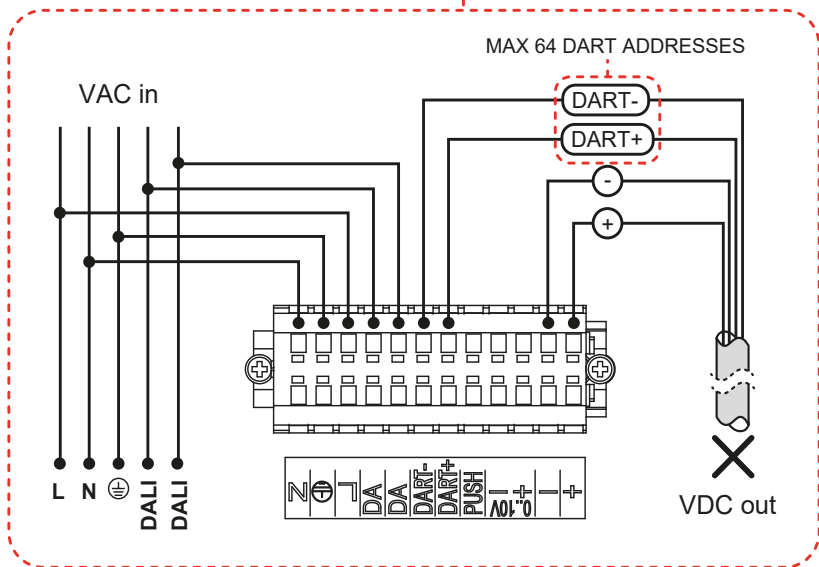 MAX 64 DART ADDRESSES
VAC in
DART-
DART+
-
+
N
L
DA
DA
DART-
DART+
PUSH
- + 0..10V
-
+
L N DALI DALI
VDC out